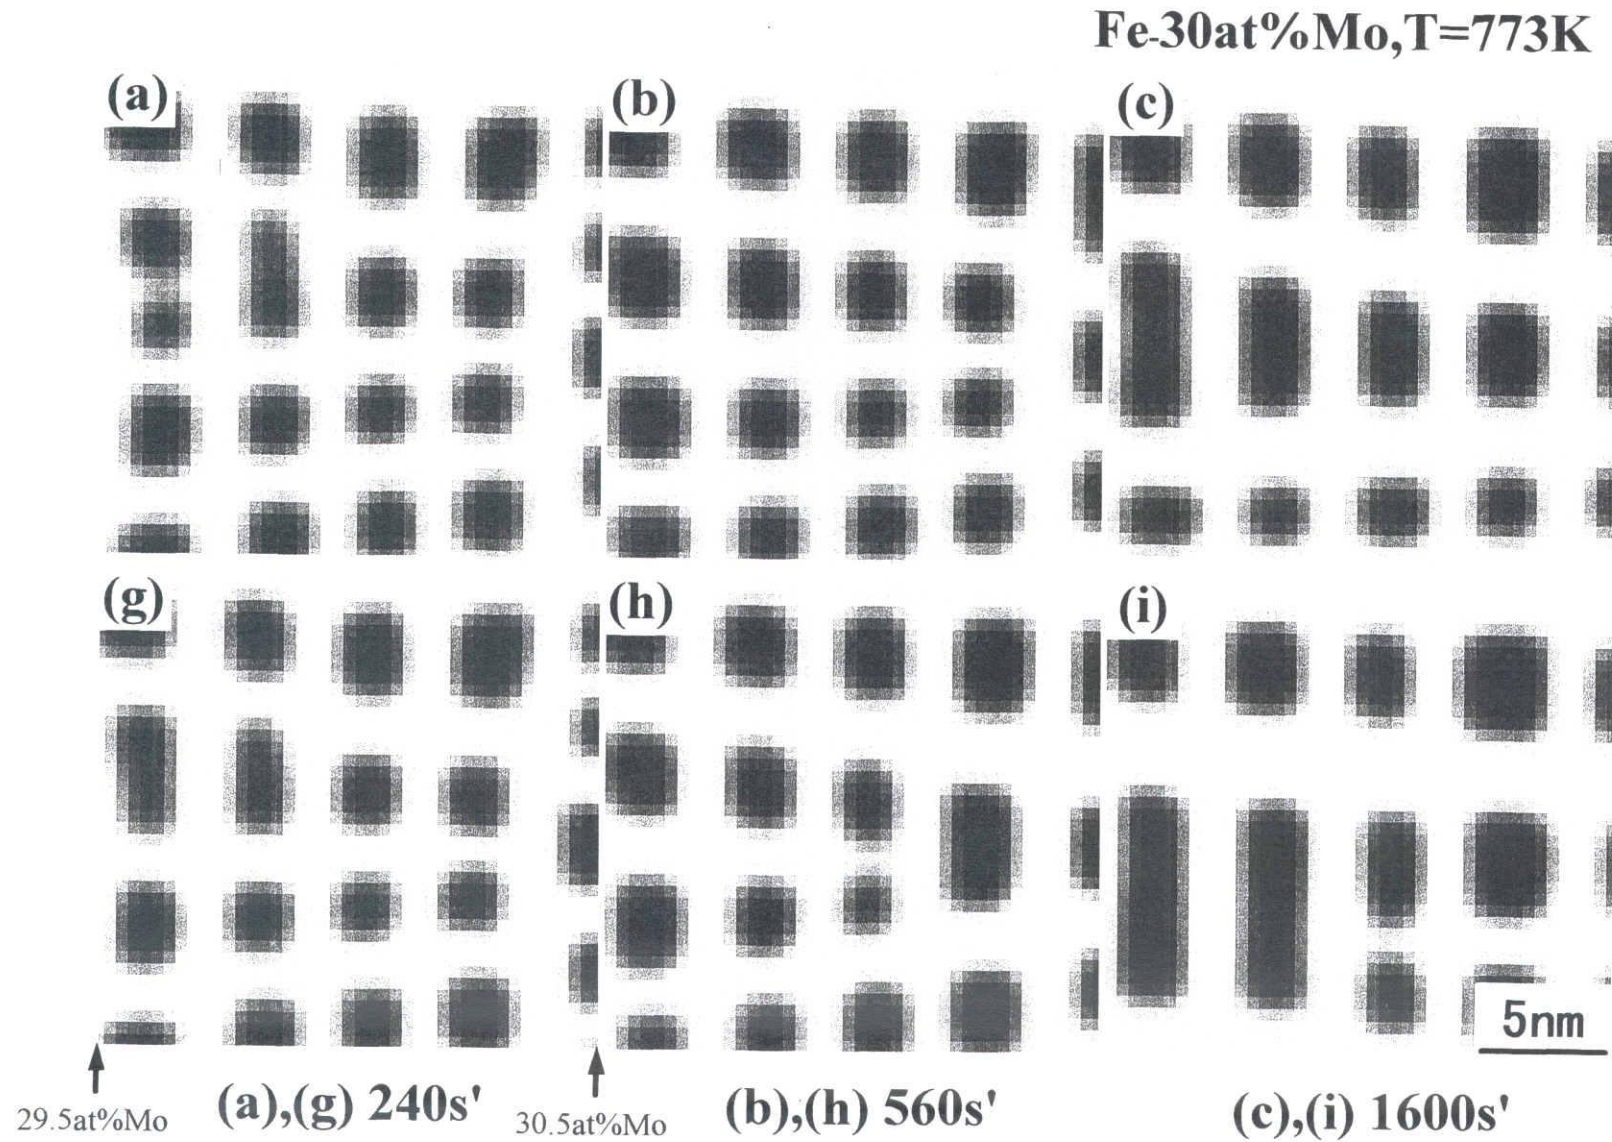 Fe-30at%Mo,T=773K
(a)
(b)
(c)
(g)
(h)
(i)
5nm
29.5at%Mo
(a),(g) 240s'
30.5at%Mo
(b),(h) 560s'
(c),(i) 1600s'